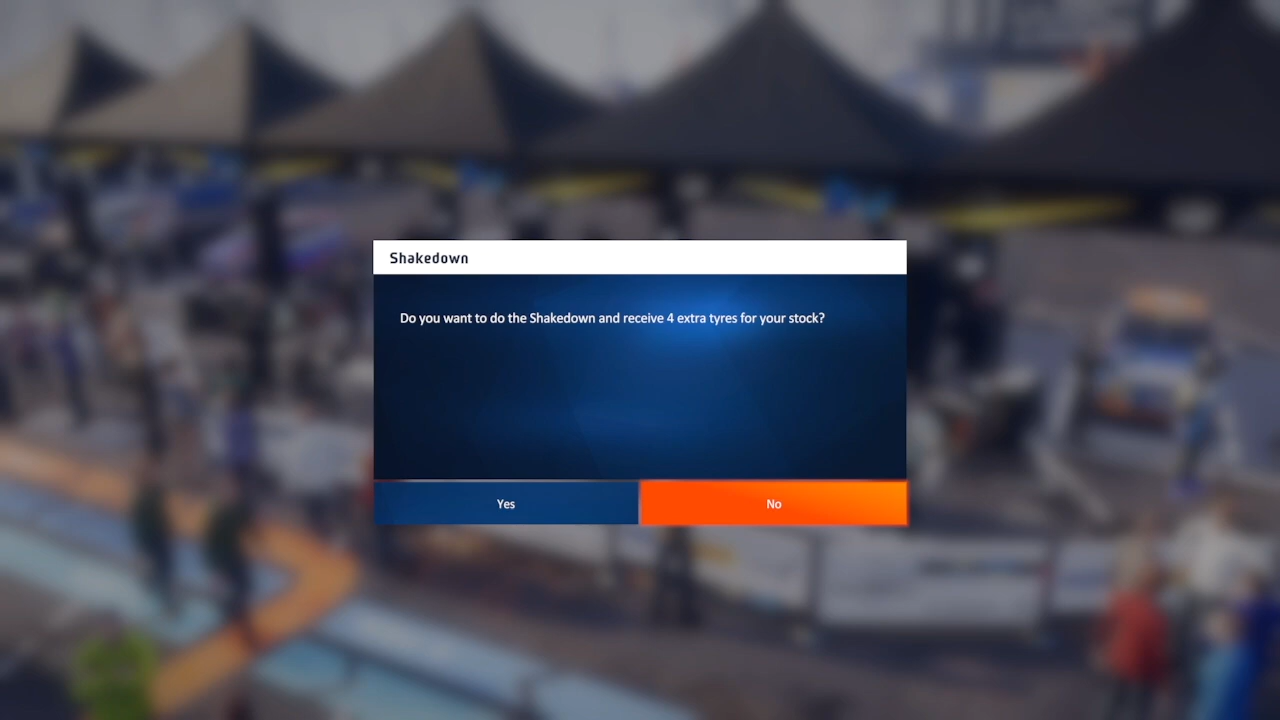 Shakedown
Do you want to do the Shakedown and receive 4 extra tyres for your stock?
Yes
No